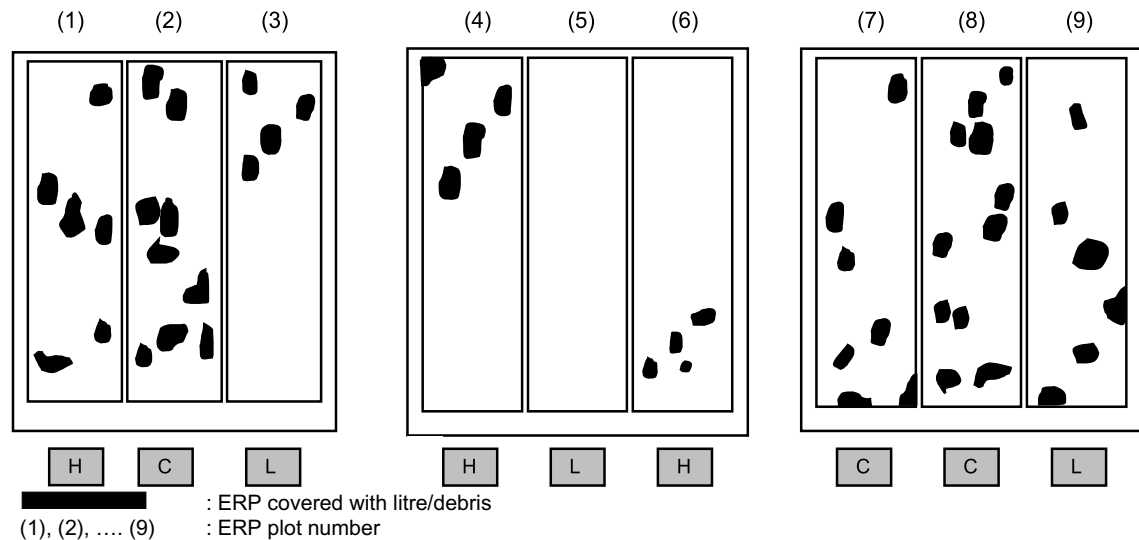 (1) (2) (3) (4) (5) (6) (7) (8) (9)
H C L H L H C C L
: ERP covered with litre/debris
(1), (2), .... (9) : ERP plot number